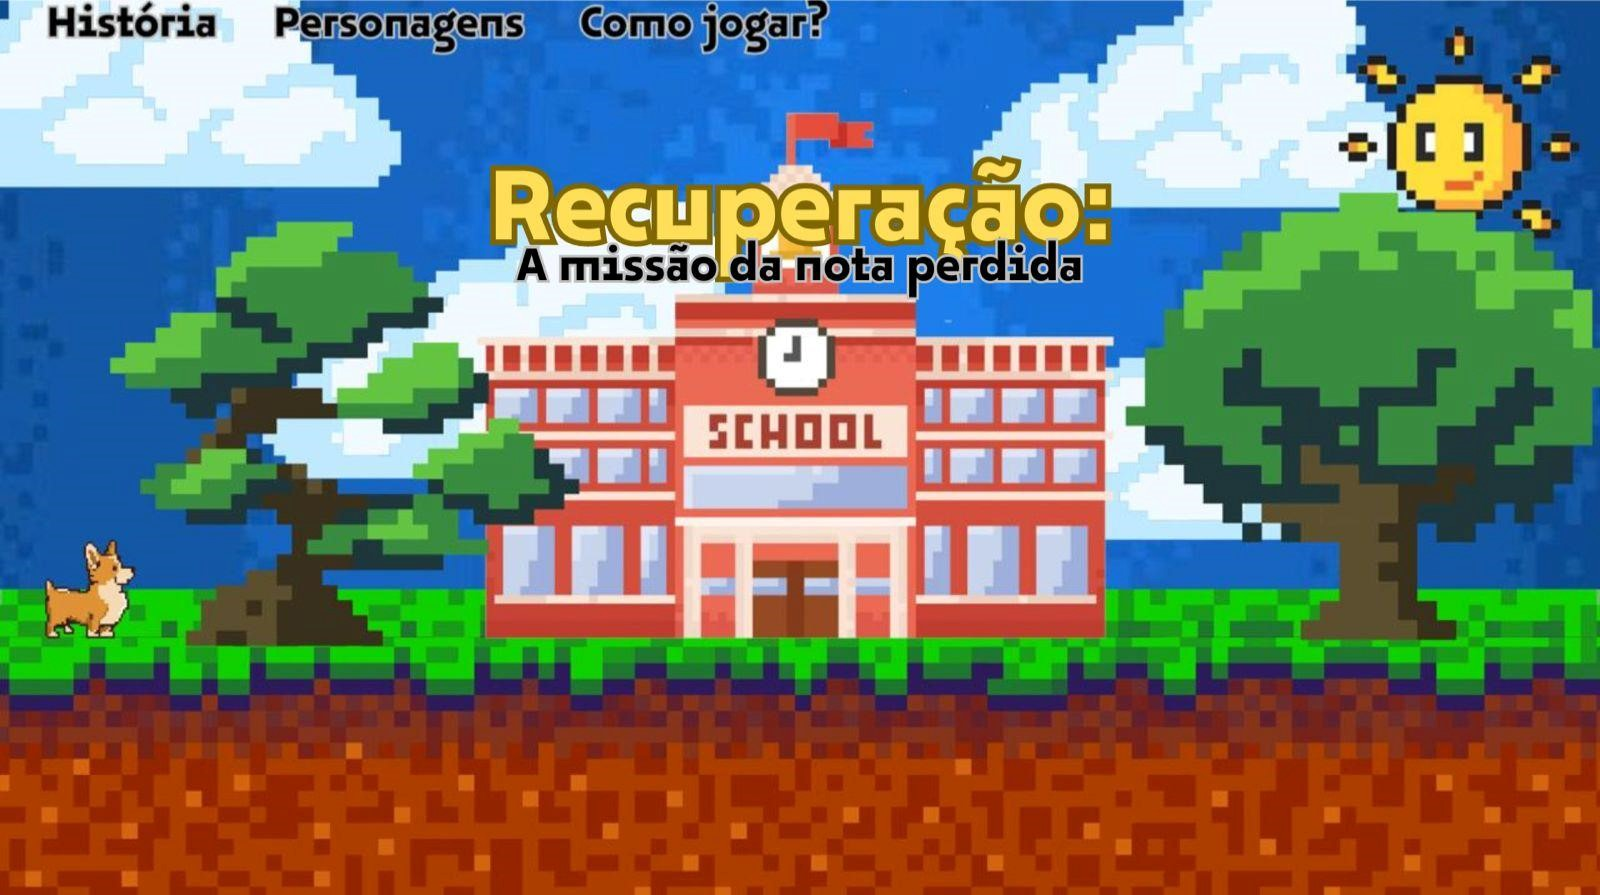 História Personagens Como jogar?
Recuperação:
A missão da nota perdida
SCHOOL